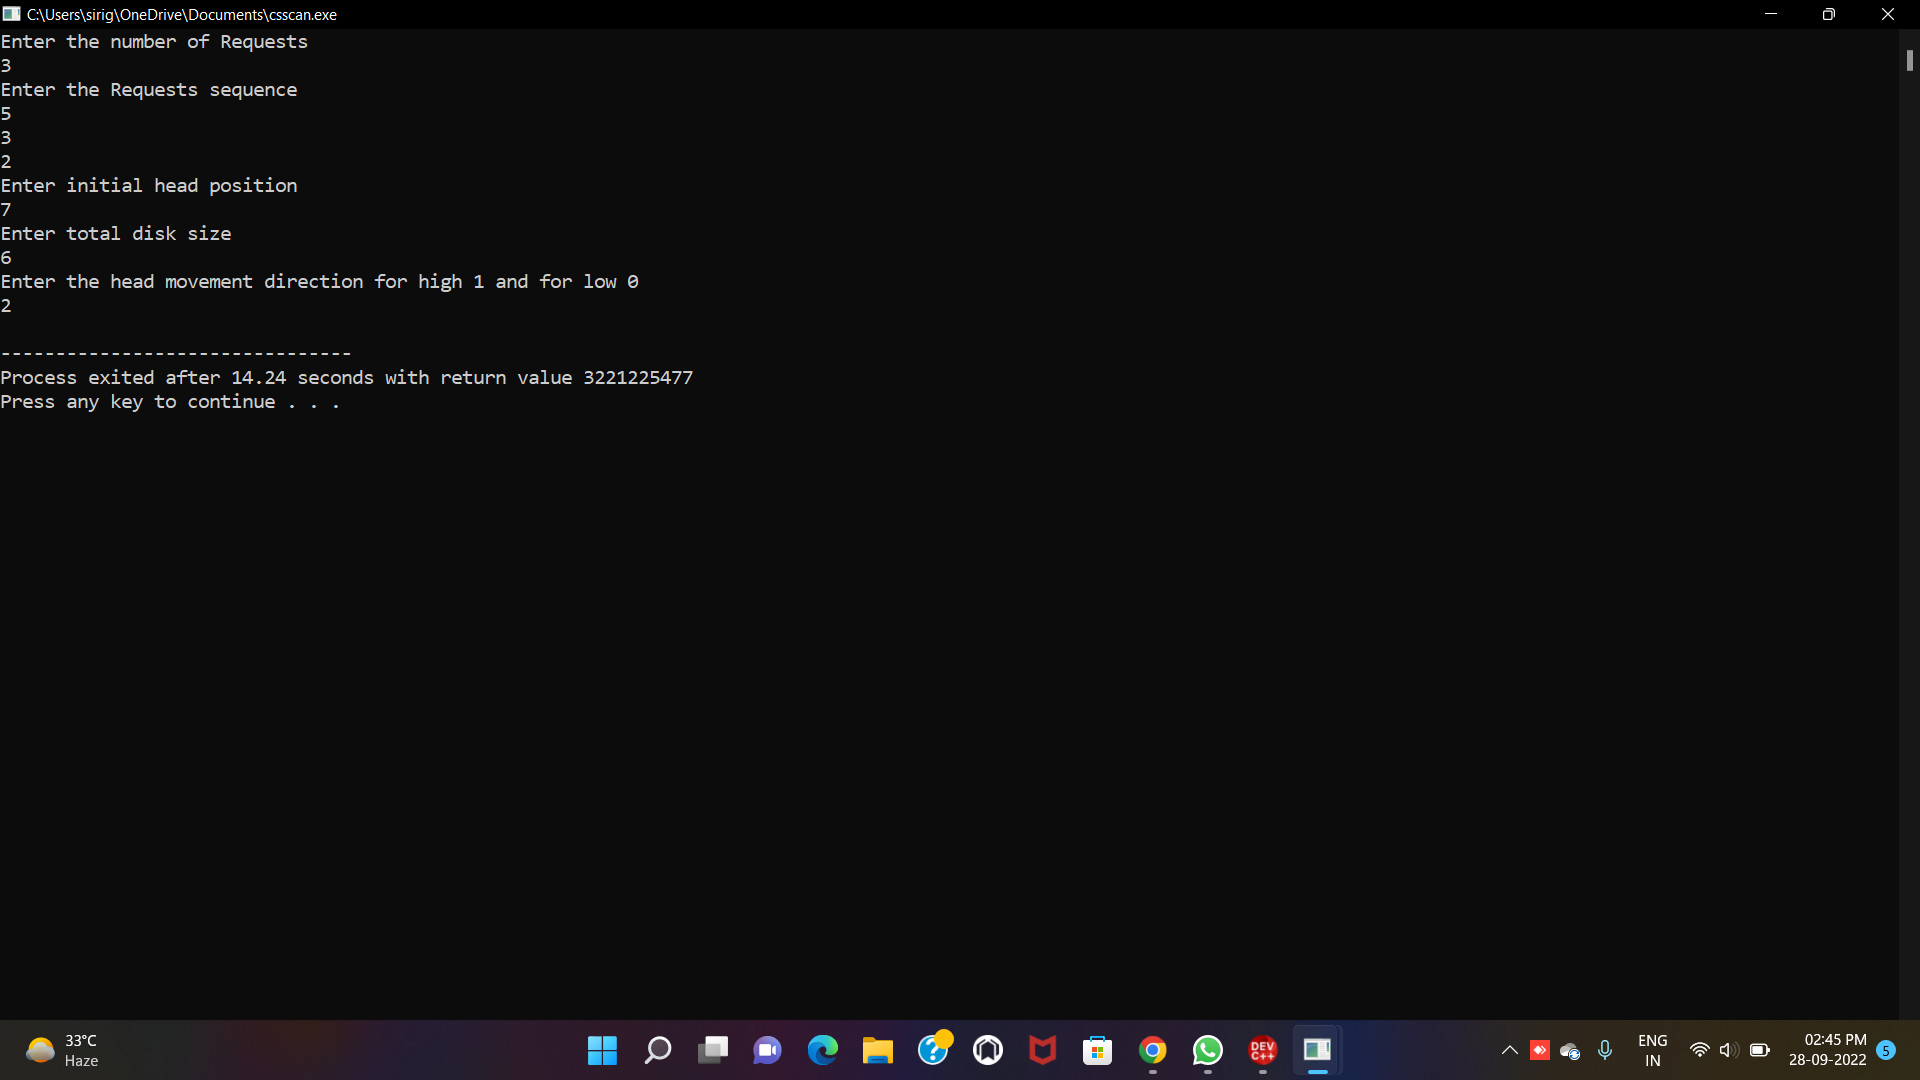 C:\Users\sirig\OneDrive\Documents\csscan.exe
Enter the number of Requests
3
Enter the Requests sequence
5
3
2
Enter initial head position
7
Enter total disk size
6
Enter the head movement direction for high 1 and for low 0
2
--------------------------------
Process exited after 14.24 seconds with return value 3221225477
Press any key to continue . . .
33°C
Haze
DEV
C++
ENG
IN
02:45 PM
28-09-2022
5